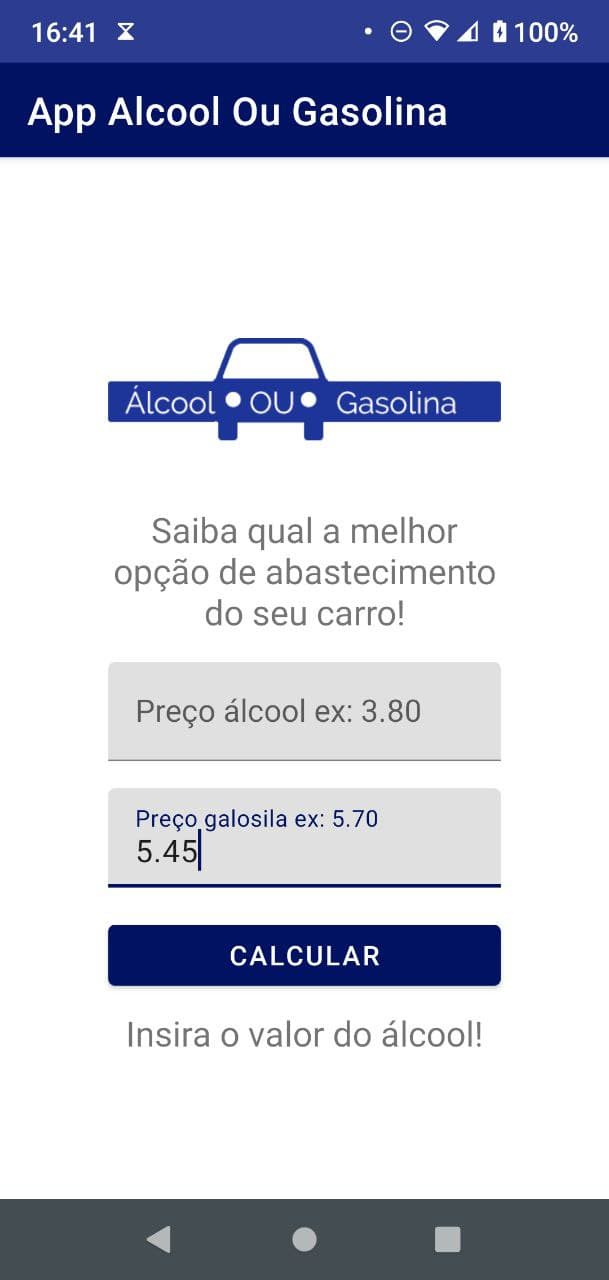 16:41 100%
App Alcool Ou Gasolina
Álcool OU Gasolina
Saiba qual a melhor
opção de abastecimento
do seu carro!
Preço álcool ex: 3.80
Preço galosila ex: 5.70
5.45
CALCULAR
Insira o valor do álcool!